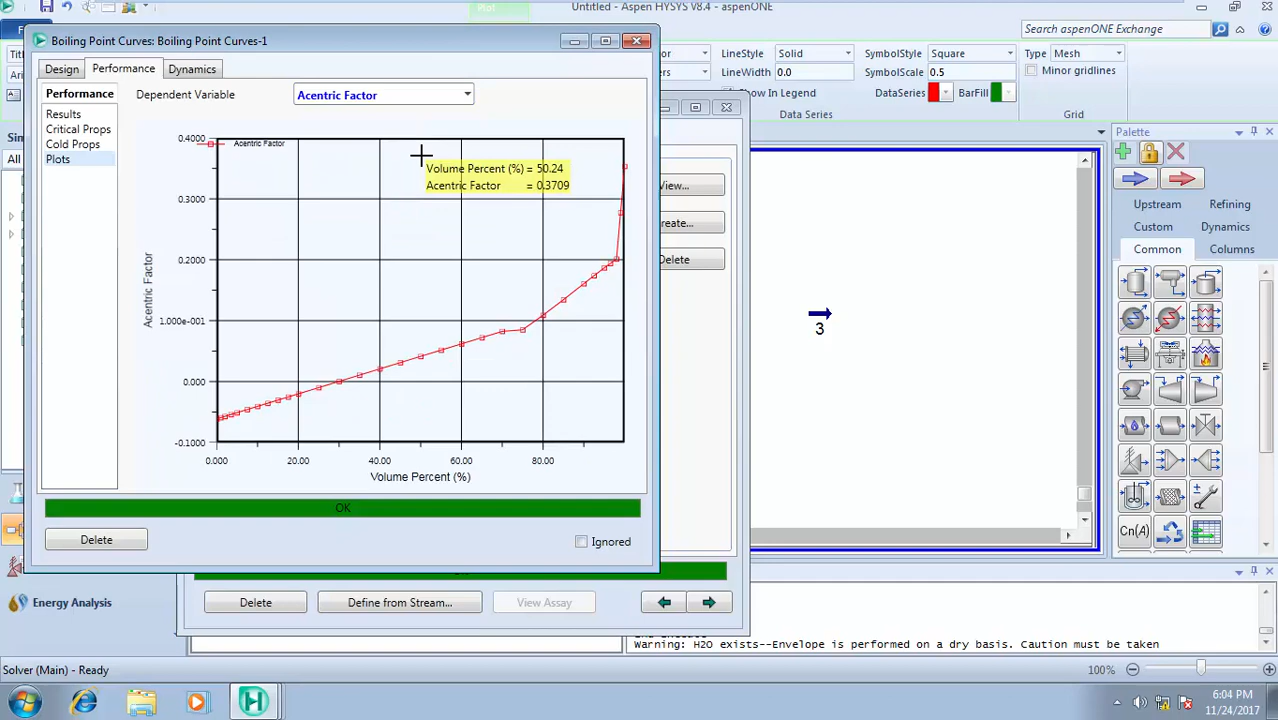 Untitled - Aspen HYSYS V8.4 - aspenONE
Plot
Boiling Point Curves: Boiling Point Curves-1
Search aspenONE Exchange
Design
Performance
Dynamics
LineStyle
Solid
SymbolStyle
Square
Type
Mesh
LineWidth
0.0
SymbolScale
0.5
Minor gridlines
Show In Legend
DataSeries
BarFill
Data Series
Grid
Performance
Results
Critical Props
Cold Props
Plots
Dependent Variable
Acentric Factor
Acentric Factor
Volume Percent (%) = 50.24
Acentric Factor = 0.3709
0.4000
0.3000
0.2000
1.000e-001
0.000
-0.1000
Acentric Factor
0.000
20.00
40.00
60.00
80.00
Volume Percent (%)
OK
Delete
Ignored
All
View...
Delete
3
Palette
Upstream
Refining
Custom
Dynamics
Common
Columns
Cn(A)
Energy Analysis
Delete
Define from Stream...
View Assay
Warning: H2O exists--Envelope is performed on a dry basis. Caution must be taken
Solver (Main) - Ready
100%
6:04 PM
11/24/2017